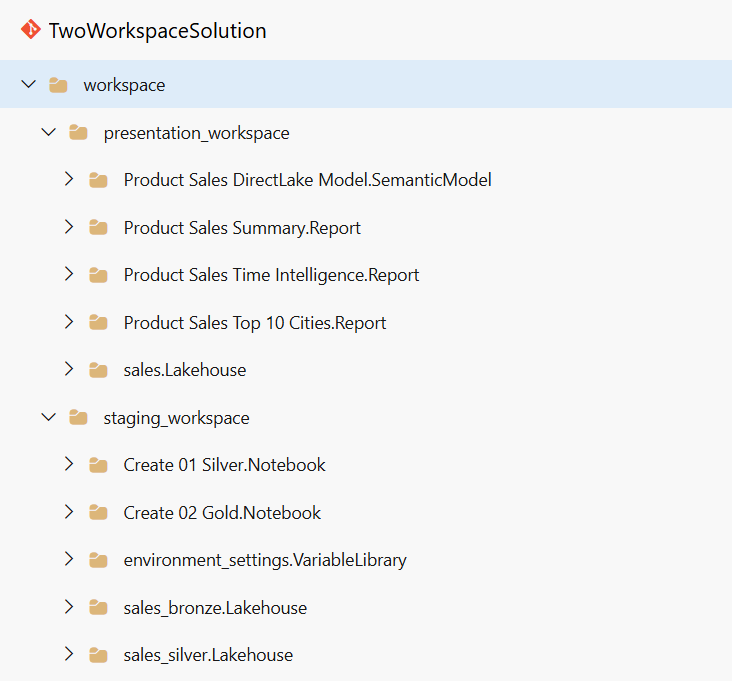 TwoWorkspaceSolution
workspace
presentation_workspace
Product Sales DirectLake Model.SemanticModel
Product Sales Summary.Report
Product Sales Time Intelligence.Report
Product Sales Top 10 Cities.Report
sales.Lakehouse
staging_workspace
Create 01 Silver.Notebook
Create 02 Gold.Notebook
environment_settings.VariableLibrary
sales_bronze.Lakehouse
sales_silver.Lakehouse